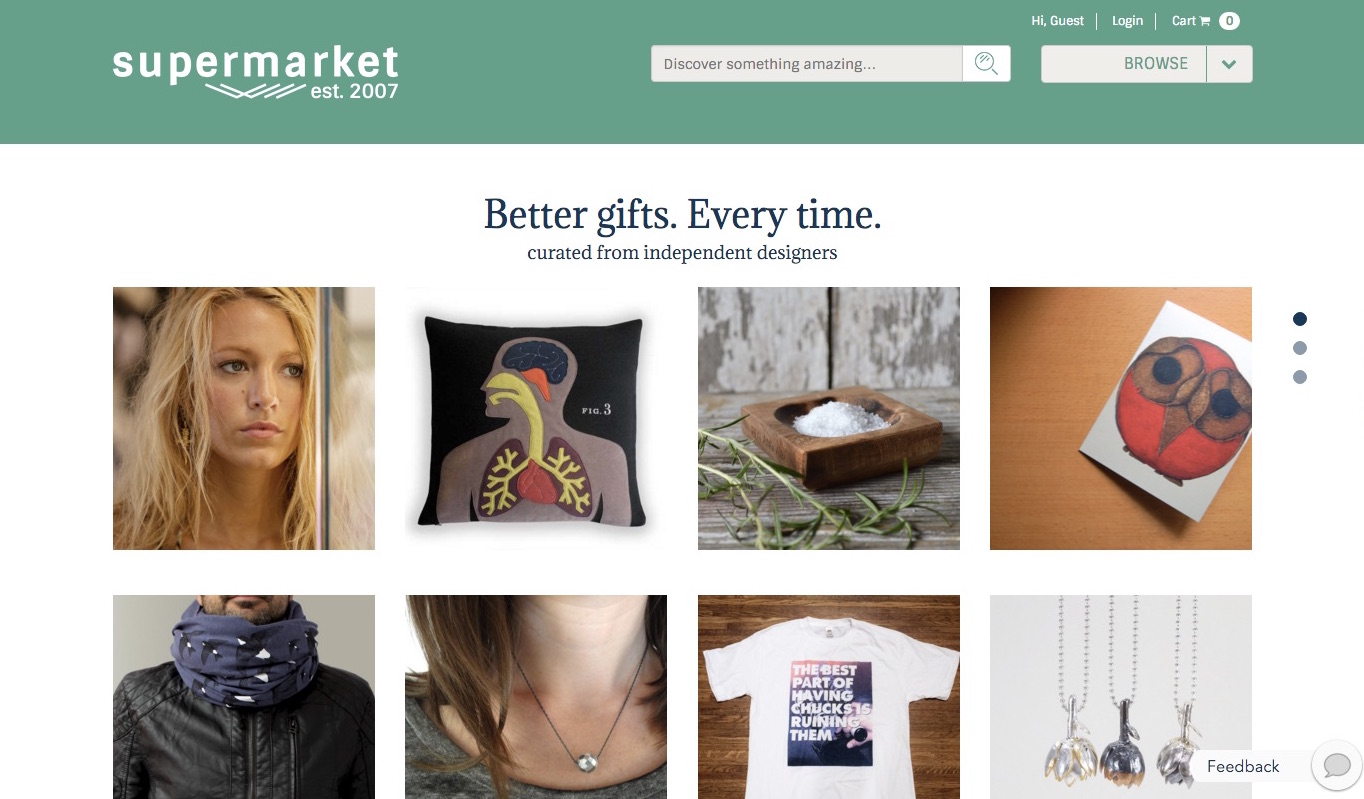 Hi, Guest
Login
Cart
0
supermarket
est. 2007
Discover something amazing...
BROWSE
Better gifts. Every time.
curated from independent designers
FIG. 3
THE BEST
PART OF
HAVING
CHUCKS IS
RUINING
THEM
Feedback